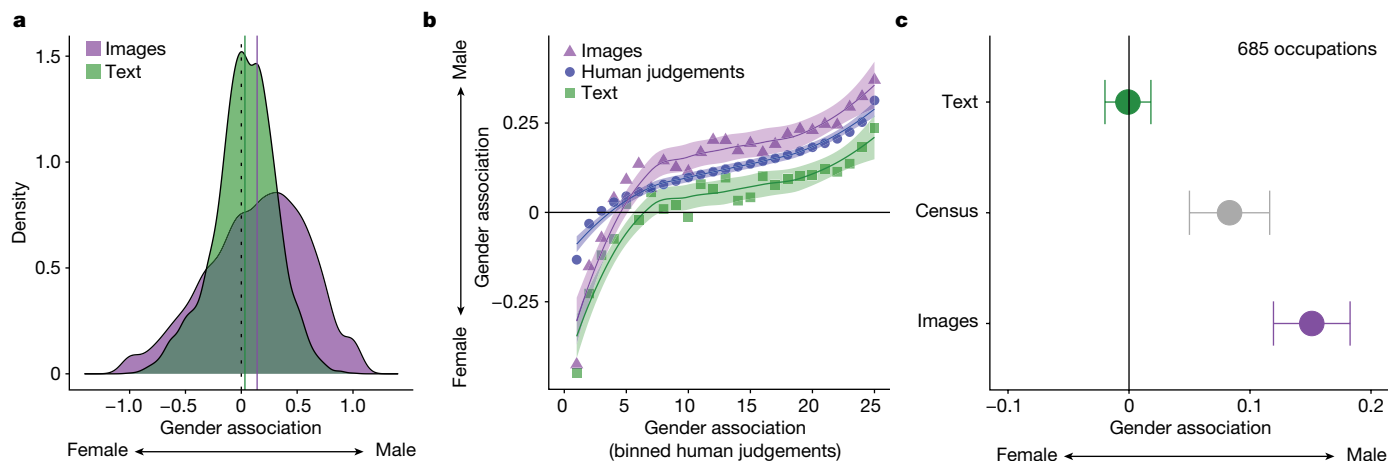 a
Images
Text
1.5
1.0
0.5
0
Density
−1.0
−0.5
0
0.5
1.0
Gender association
Female
Male
b
Images
Human judgements
Text
Male
Female
Gender association
0.25
0
−0.25
0
5
10
15
20
25
Gender association
(binned human judgements)
c
685 occupations
Text
Census
Images
−0.1
0
0.1
0.2
Gender association
Female
Male